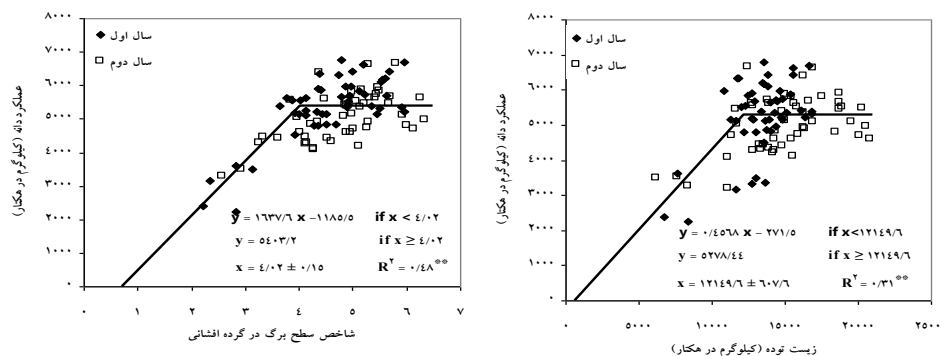 ۸۰۰۰
۷۰۰۰
۶۰۰۰
۵۰۰۰
۴۰۰۰
۳۰۰۰
۲۰۰۰
۱۰۰۰
۰
عملکرد دانه (کیلوگرم در هکتار)
سال اول
سال دوم
y = ۱۶۳۷/۶ x -۱۱۸۵/۵ if x < ۴/۰۲
y = ۵۴۰۳/۲ if x ≥ ۴/۰۲
x = ۴/۰۲ ± ۰/۱۵ R۲ = ۰/۴۸**
۰ ۱ ۲ ۳ ۴ ۵ ۶ ۷
شاخص سطح برگ در گرده افشانی
۸۰۰۰
۷۰۰۰
۶۰۰۰
۵۰۰۰
۴۰۰۰
۳۰۰۰
۲۰۰۰
۱۰۰۰
۰
عملکرد دانه (کیلوگرم در هکتار)
سال اول
سال دوم
y = ۰/۴۵۶۸ x - ۲۷۱/۵ if x<۱۲۱۴۹/۶
y = ۵۲۷۸/۴۴ if x ≥ ۱۲۱۴۹/۶
x = ۱۲۱۴۹/۶ ± ۶۰۷/۶ R۲ = ۰/۳۱**
۰ ۵۰۰۰ ۱۰۰۰۰ ۱۵۰۰۰ ۲۰۰۰۰ ۲۵۰۰۰
زیست توده (کیلوگرم در هکتار)